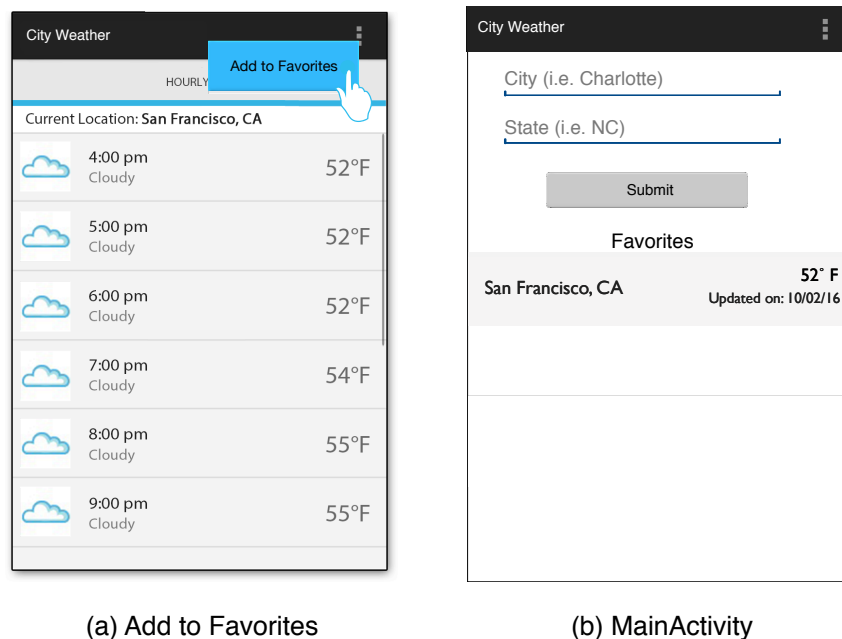 City Weather
Add to Favorites
HOURLY
Current Location: San Francisco, CA
4:00 pm
Cloudy
52°F
5:00 pm
Cloudy
52°F
6:00 pm
Cloudy
52°F
7:00 pm
Cloudy
54°F
8:00 pm
Cloudy
55°F
9:00 pm
Cloudy
55°F
(a) Add to Favorites
City Weather
City (i.e. Charlotte)
State (i.e. NC)
Submit
Favorites
San Francisco, CA
52° F
Updated on: 10/02/16
(b) MainActivity